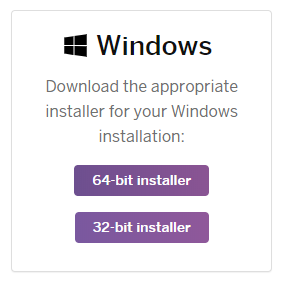 Windows
Download the appropriate
installer for your Windows
installation:
64-bit installer
32-bit installer